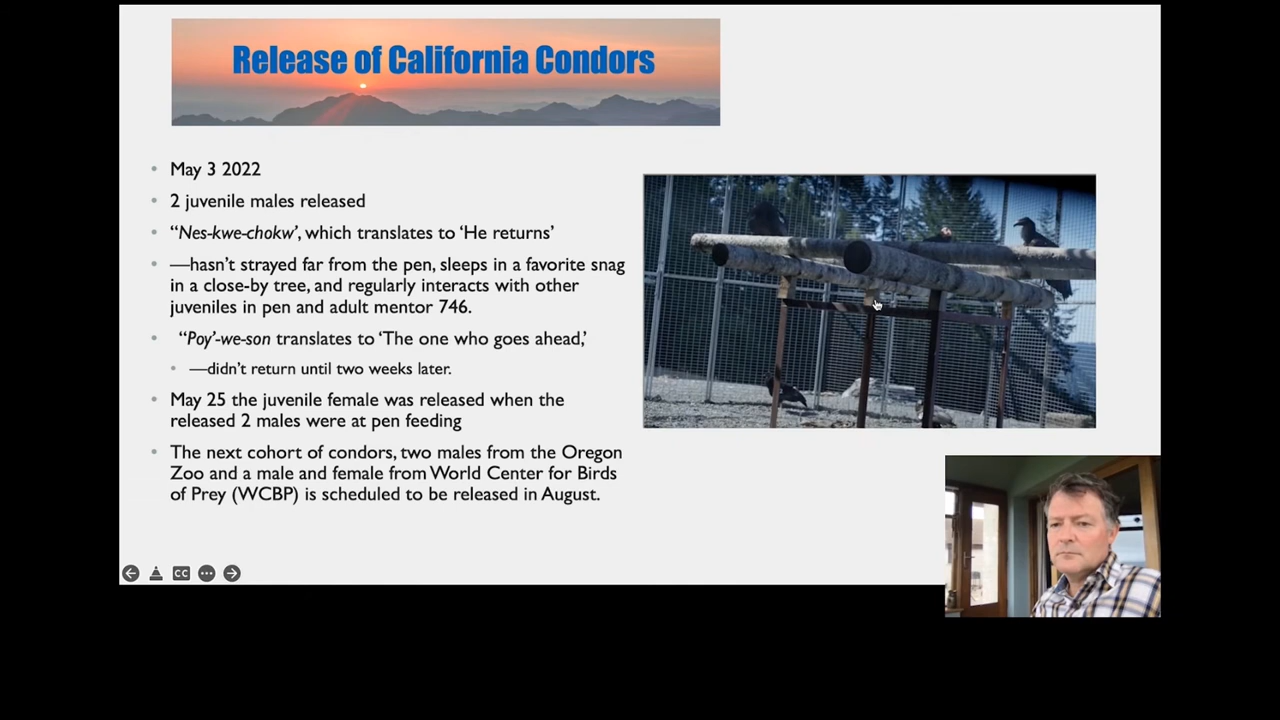 Release of California Condors
May 3 2022
2 juvenile males released
“Nes-kwe-chokw’, which translates to ‘He returns’
—hasn’t strayed far from the pen, sleeps in a favorite snag
in a close-by tree, and regularly interacts with other
juveniles in pen and adult mentor 746.
“Poy’-we-son translates to ‘The one who goes ahead,’
—didn’t return until two weeks later.
May 25 the juvenile female was released when the
released 2 males were at pen feeding
The next cohort of condors, two males from the Oregon
Zoo and a male and female from World Center for Birds
of Prey (WCBP) is scheduled to be released in August.
CC